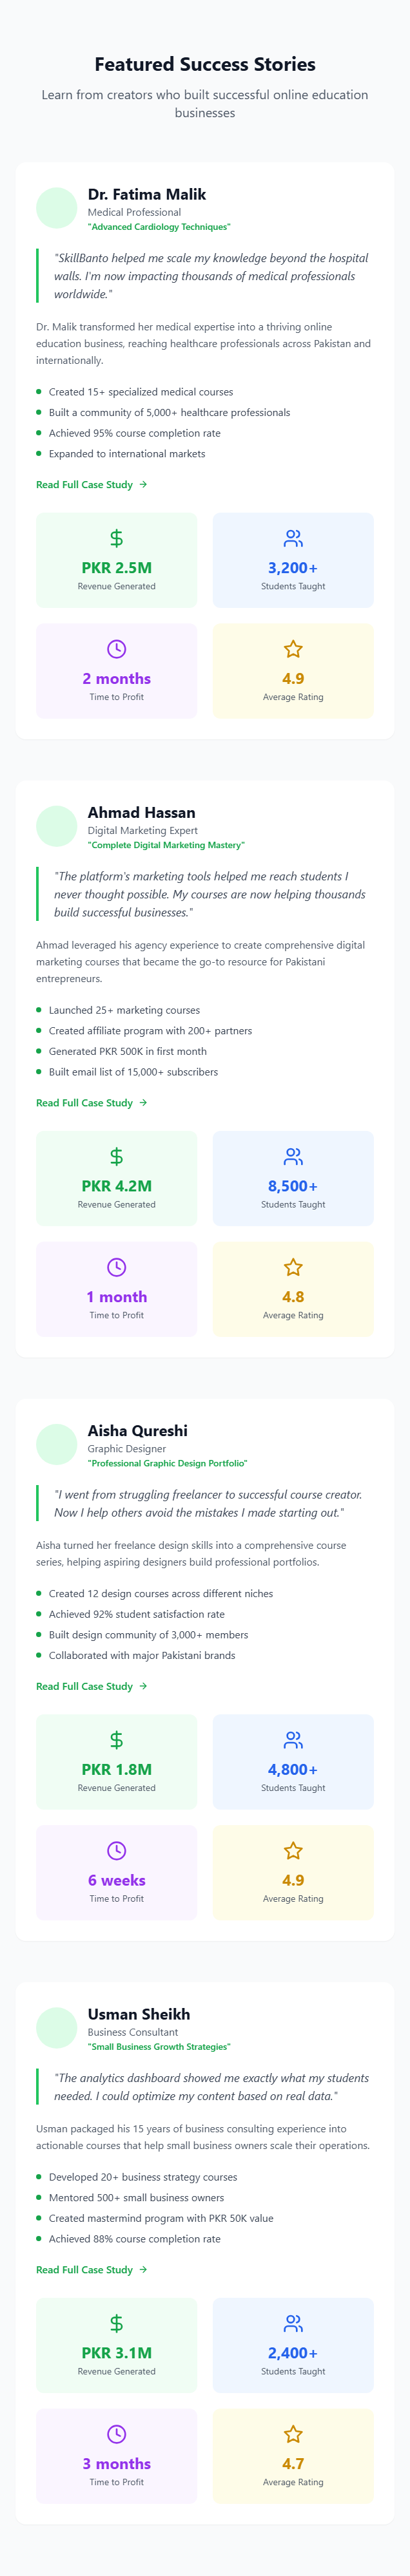 Featured Success Stories
Learn from creators who built successful online education
businesses
Dr. Fatima Malik
Medical Professional
"Advanced Cardiology Techniques"
"SkillBanto helped me scale my knowledge beyond the hospital
walls. I'm now impacting thousands of medical professionals
worldwide."
Dr. Malik transformed her medical expertise into a thriving online
education business, reaching healthcare professionals across Pakistan and
internationally.
Created 15+ specialized medical courses
Built a community of 5,000+ healthcare professionals
Achieved 95% course completion rate
Expanded to international markets
Read Full Case Study →
PKR 2.5M
Revenue Generated
3,200+
Students Taught
2 months
Time to Profit
4.9
Average Rating
Ahmad Hassan
Digital Marketing Expert
"Complete Digital Marketing Mastery"
"The platform's marketing tools helped me reach students I
never thought possible. My courses are now helping thousands
build successful businesses."
Ahmad leveraged his agency experience to create comprehensive digital
marketing courses that became the go-to resource for Pakistani
entrepreneurs.
Launched 25+ marketing courses
Created affiliate program with 200+ partners
Generated PKR 500K in first month
Built email list of 15,000+ subscribers
Read Full Case Study →
PKR 4.2M
Revenue Generated
8,500+
Students Taught
1 month
Time to Profit
4.8
Average Rating
Aisha Qureshi
Graphic Designer
"Professional Graphic Design Portfolio"
"I went from struggling freelancer to successful course creator.
Now I help others avoid the mistakes I made starting out."
Aisha turned her freelance design skills into a comprehensive course
series, helping aspiring designers build professional portfolios.
Created 12 design courses across different niches
Achieved 92% student satisfaction rate
Built design community of 3,000+ members
Collaborated with major Pakistani brands
Read Full Case Study →
PKR 1.8M
Revenue Generated
4,800+
Students Taught
6 weeks
Time to Profit
4.9
Average Rating
Usman Sheikh
Business Consultant
"Small Business Growth Strategies"
"The analytics dashboard showed me exactly what my students
needed. I could optimize my content based on real data."
Usman packaged his 15 years of business consulting experience into
actionable courses that help small business owners scale their operations.
Developed 20+ business strategy courses
Mentored 500+ small business owners
Created mastermind program with PKR 50K value
Achieved 88% course completion rate
Read Full Case Study →
PKR 3.1M
Revenue Generated
2,400+
Students Taught
3 months
Time to Profit
4.7
Average Rating